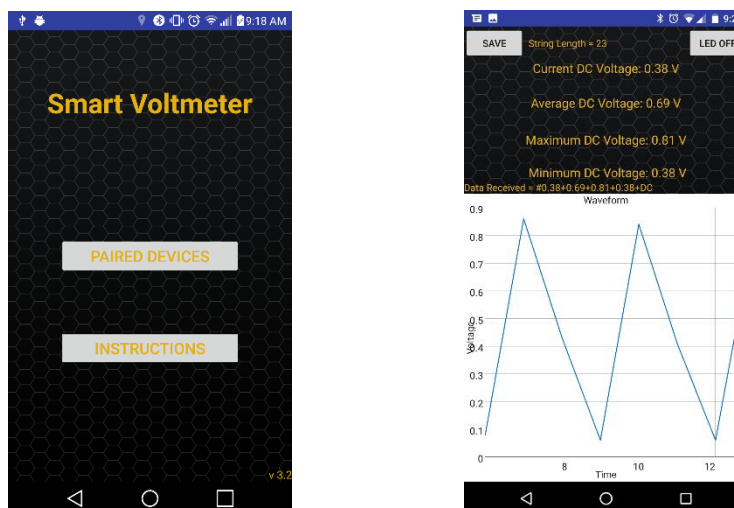 9:18 AM
Smart Voltmeter
PAIRED DEVICES
INSTRUCTIONS
v 3.2
9:2
SAVE
String Length = 23
LED OFF
Current DC Voltage: 0.38 V
Average DC Voltage: 0.69 V
Maximum DC Voltage: 0.81 V
Minimum DC Voltage: 0.38 V
Data Received = #0.38+0.69+0.81+0.38+DC
Waveform
0.9
0.8
0.7
0.6
0.5
Voltage
0.4
0.3
0.2
0.1
0
8
10
12
Time